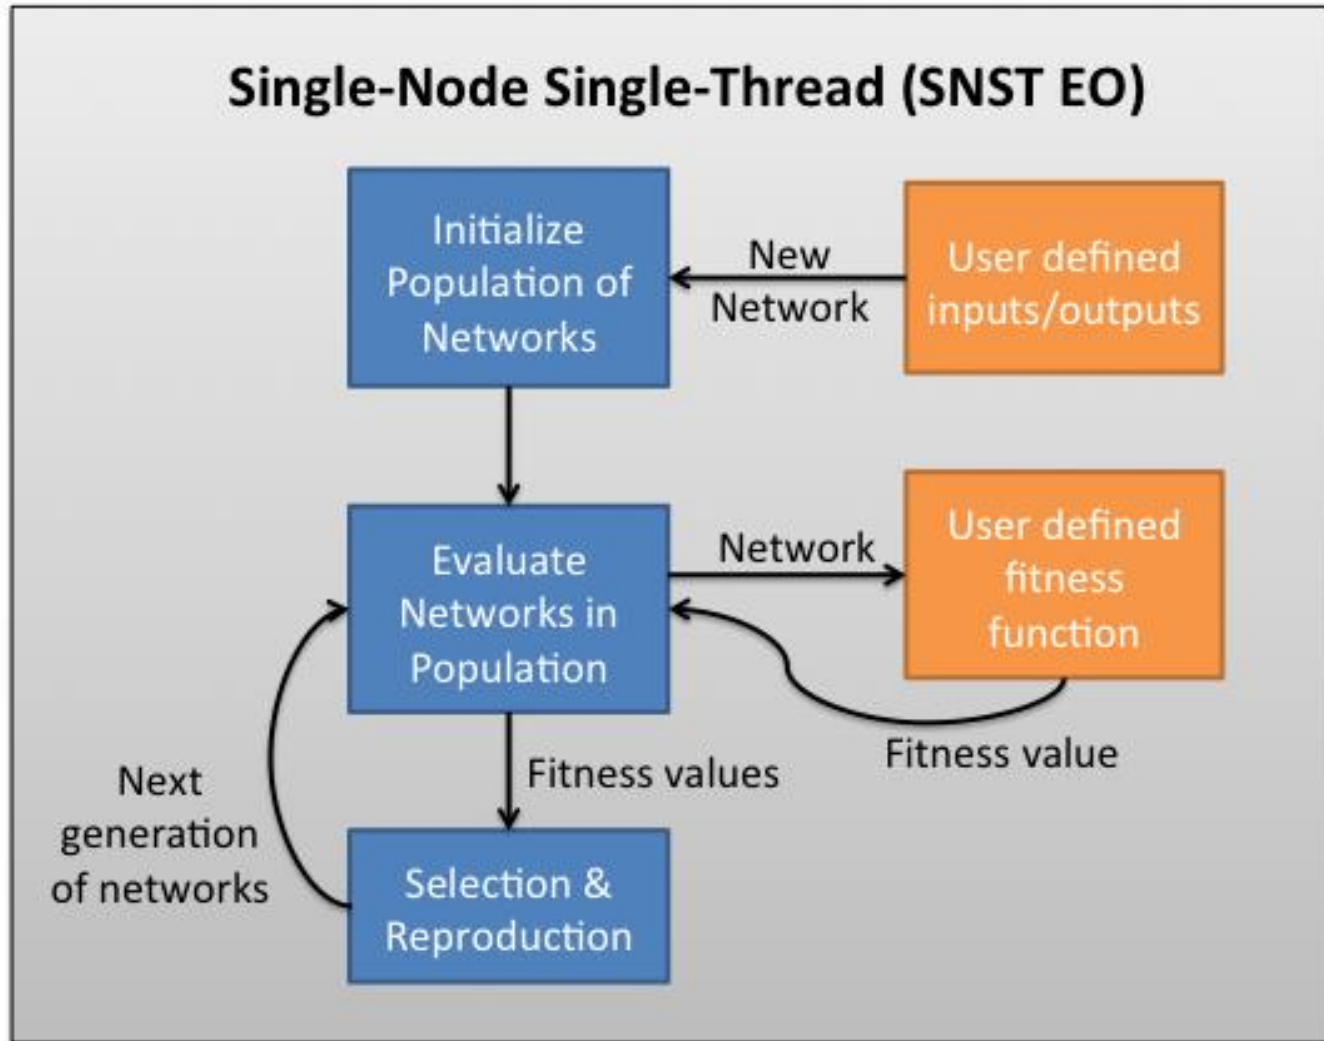 Single-Node Single-Thread (SNST EO)
Initialize
Population of
Networks
New
Network
User defined
inputs/outputs
Evaluate
Networks in
Population
Network
User defined
fitness
function
Fitness value
Fitness values
Next
generation
of networks
Selection &
Reproduction